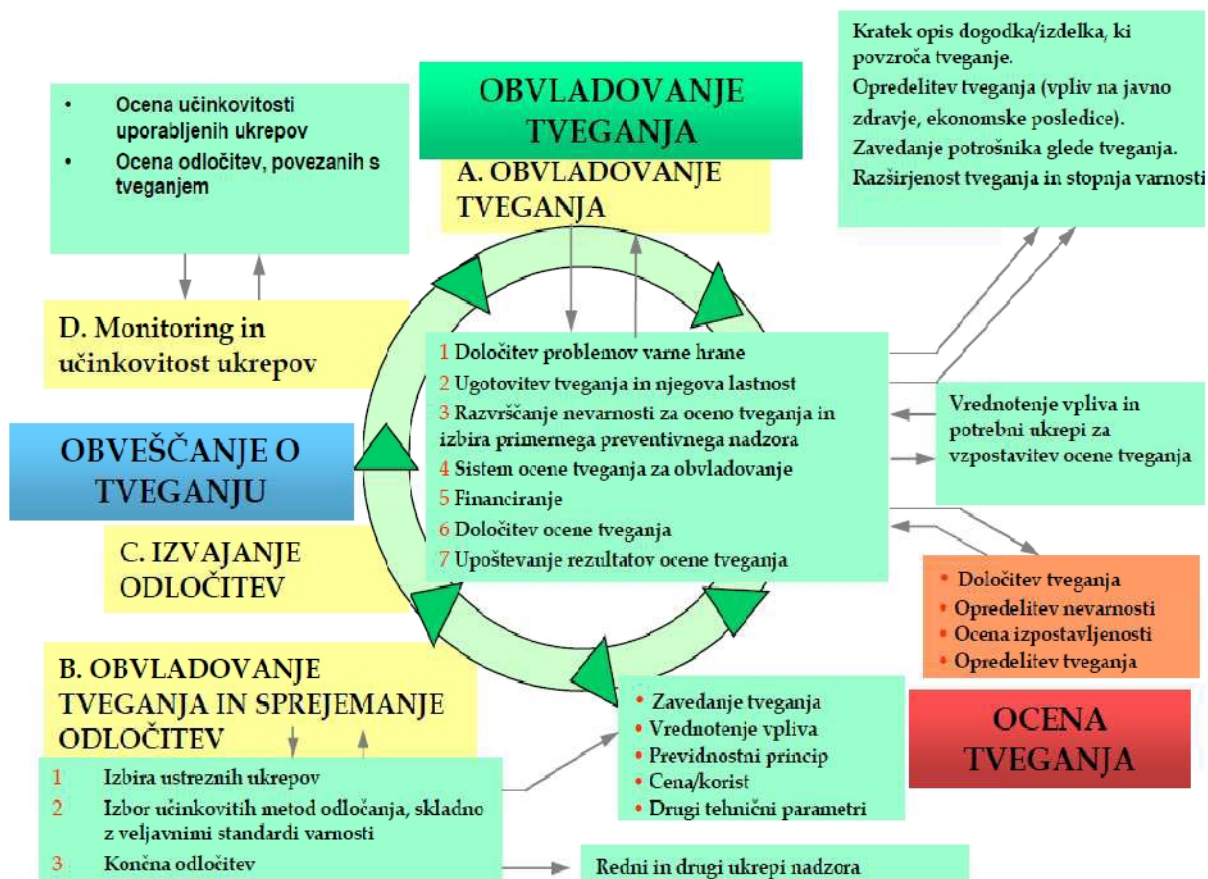 OBVLADOVANJE
TVEGANJA
A. OBVLADOVANJE
TVEGANJA
• Ocena učinkovitosti
uporabljenih ukrepov
• Ocena odločitev, povezanih s
tveganjem
Kratek opis dogodka/izdelka, ki
povzroča tveganje.
Opredelitev tveganja (vpliv na javno
zdravje, ekonomske posledice).
Zavedanje potrošnika glede tveganja.
Razširjenost tveganja in stopnja varnosti
D. Monitoring in
učinkovitost ukrepov
1 Določitev problemov varne hrane
2 Ugotovitev tveganja in njegova lastnost
3 Razvrščanje nevarnosti za oceno tveganja in
izbira primernega preventivnega nadzora
4 Sistem ocene tveganja za obvladovanje
5 Financiranje
6 Določitev ocene tveganja
7 Upoštevanje rezultatov ocene tveganja
Vrednotenje vpliva in
potrebni ukrepi za
vzpostavitev ocene tveganja
OBVEŠČANJE O
TVEGANJU
C. IZVAJANJE
ODLOČITEV
• Določitev tveganja
• Opredelitev nevarnosti
• Ocena izpostavljenosti
• Opredelitev tveganja
OCENA
TVEGANJA
B. OBVLADOVANJE
TVEGANJA IN SPREJEMANJE
ODLOČITEV
• Zavedanje tveganja
• Vrednotenje vpliva
• Previdnostni princip
• Cena/korist
• Drugi tehnični parametri
1 Izbira ustreznih ukrepov
2 Izbor učinkovitih metod odločanja, skladno
z veljavnimi standardi varnosti
3 Končna odločitev
Redni in drugi ukrepi nadzora